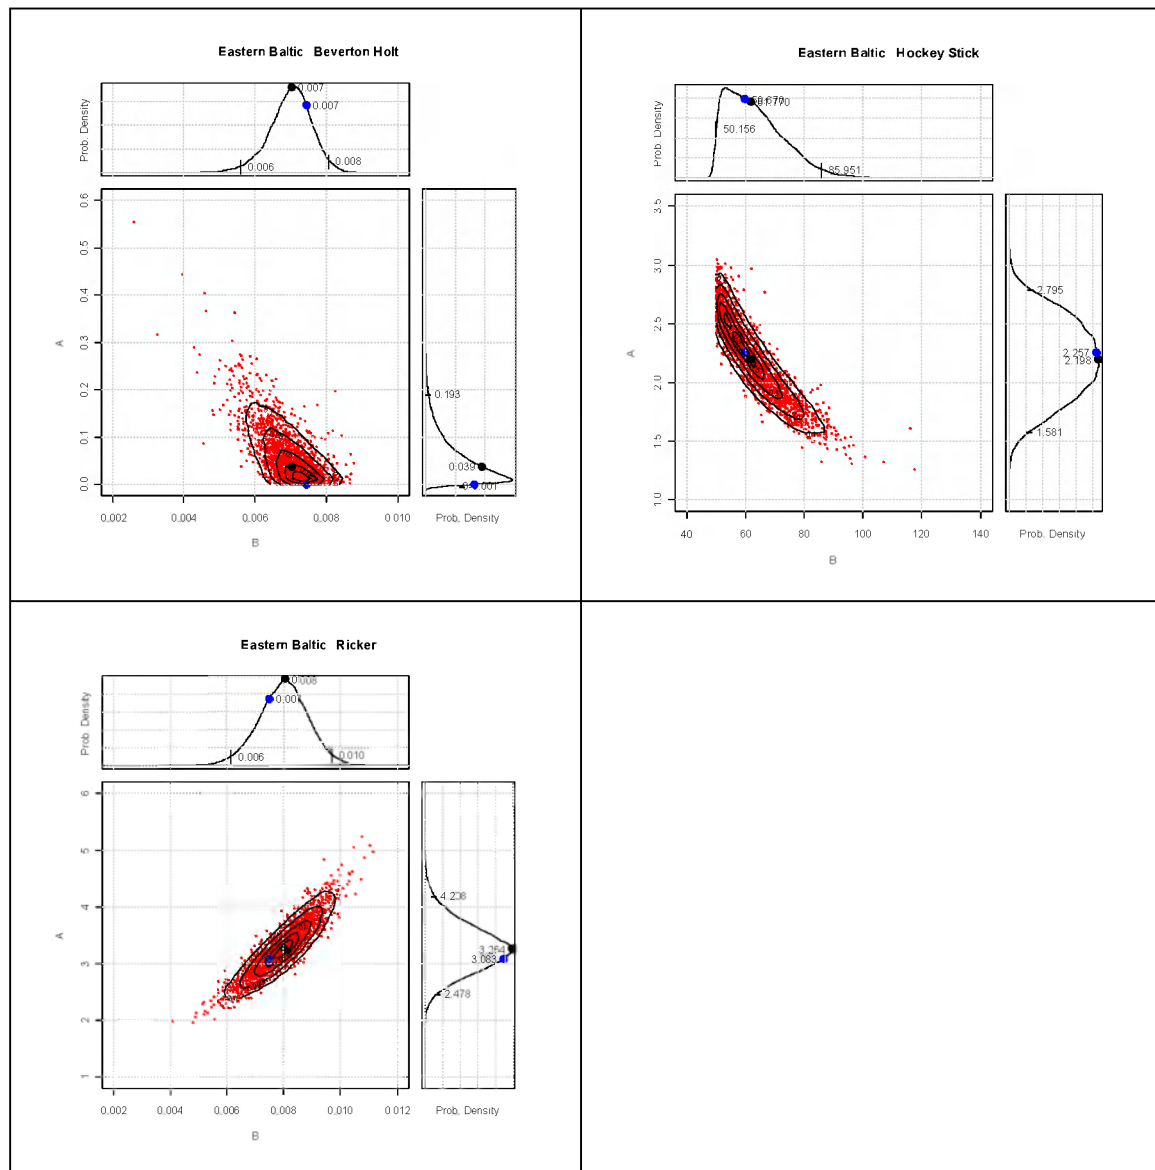 Eastern Baltic Beverton Holt
Prob. Density
0.007
0.007
0.006
0.008
A
0.6
0.5
0.4
0.3
0.2
0.1
0.0
0.193
0.039
0.002 0.004 0.006 0.008 0.010
B
Prob. Density
Eastern Baltic Hockey Stick
Prob. Density
61.770
50.156
85.951
A
3.5
3.0
2.5
2.0
1.5
1.0
2.795
2.257
2.198
1.581
40 60 80 100 120 140
B
Prob. Density
Eastern Baltic Ricker
Prob. Density
0.008
0.007
0.006
0.010
A
6
5
4
3
2
1
3.083
2.478
0.002 0.004 0.006 0.008 0.010 0.012
B
Prob. Density